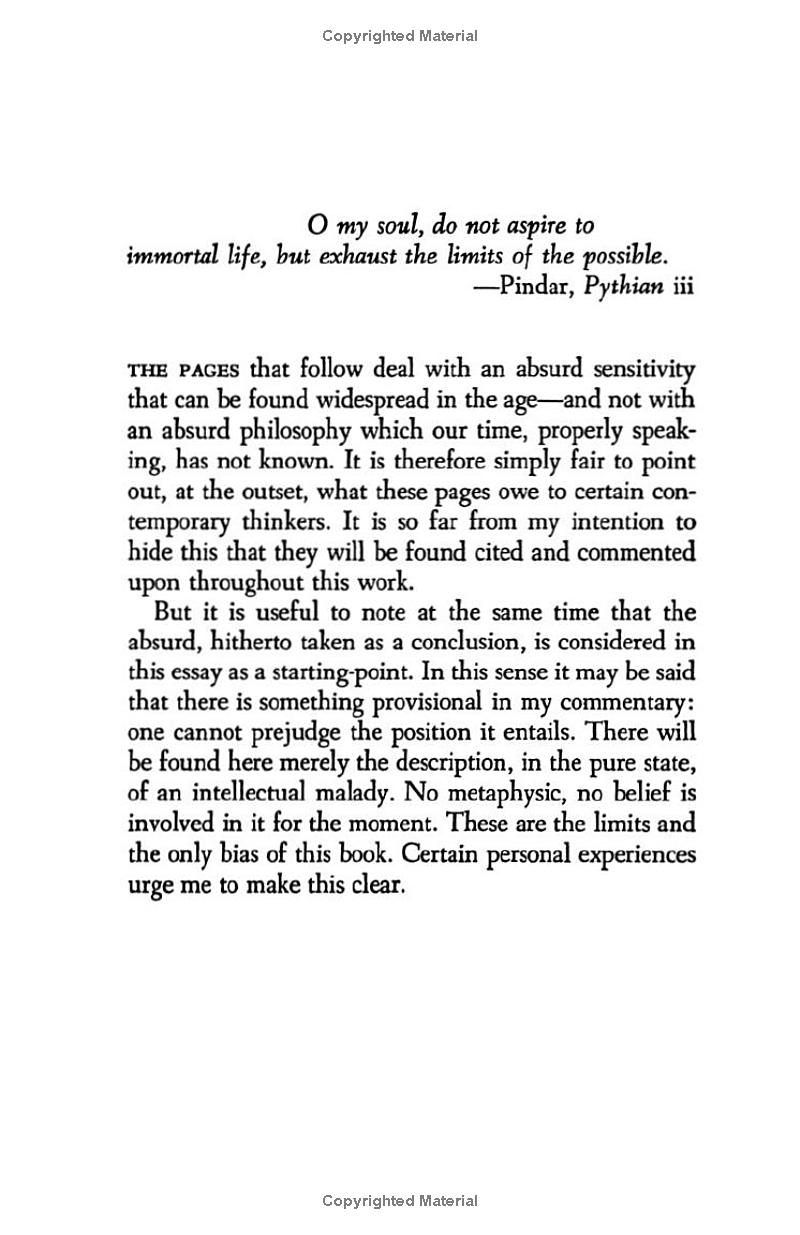 Copyrighted Material
O my soul, do not aspire to
immortal life, but exhaust the limits of the possible.
—Pindar, Pythian iii
THE PAGES that follow deal with an absurd sensitivity
that can be found widespread in the age—and not with
an absurd philosophy which our time, properly speak-
ing, has not known. It is therefore simply fair to point
out, at the outset, what these pages owe to certain con-
temporary thinkers. It is so far from my intention to
hide this that they will be found cited and commented
upon throughout this work.
But it is useful to note at the same time that the
absurd, hitherto taken as a conclusion, is considered in
this essay as a starting-point. In this sense it may be said
that there is something provisional in my commentary:
one cannot prejudge the position it entails. There will
be found here merely the description, in the pure state,
of an intellectual malady. No metaphysic, no belief is
involved in it for the moment. These are the limits and
the only bias of this book. Certain personal experiences
urge me to make this clear.
Copyrighted Material